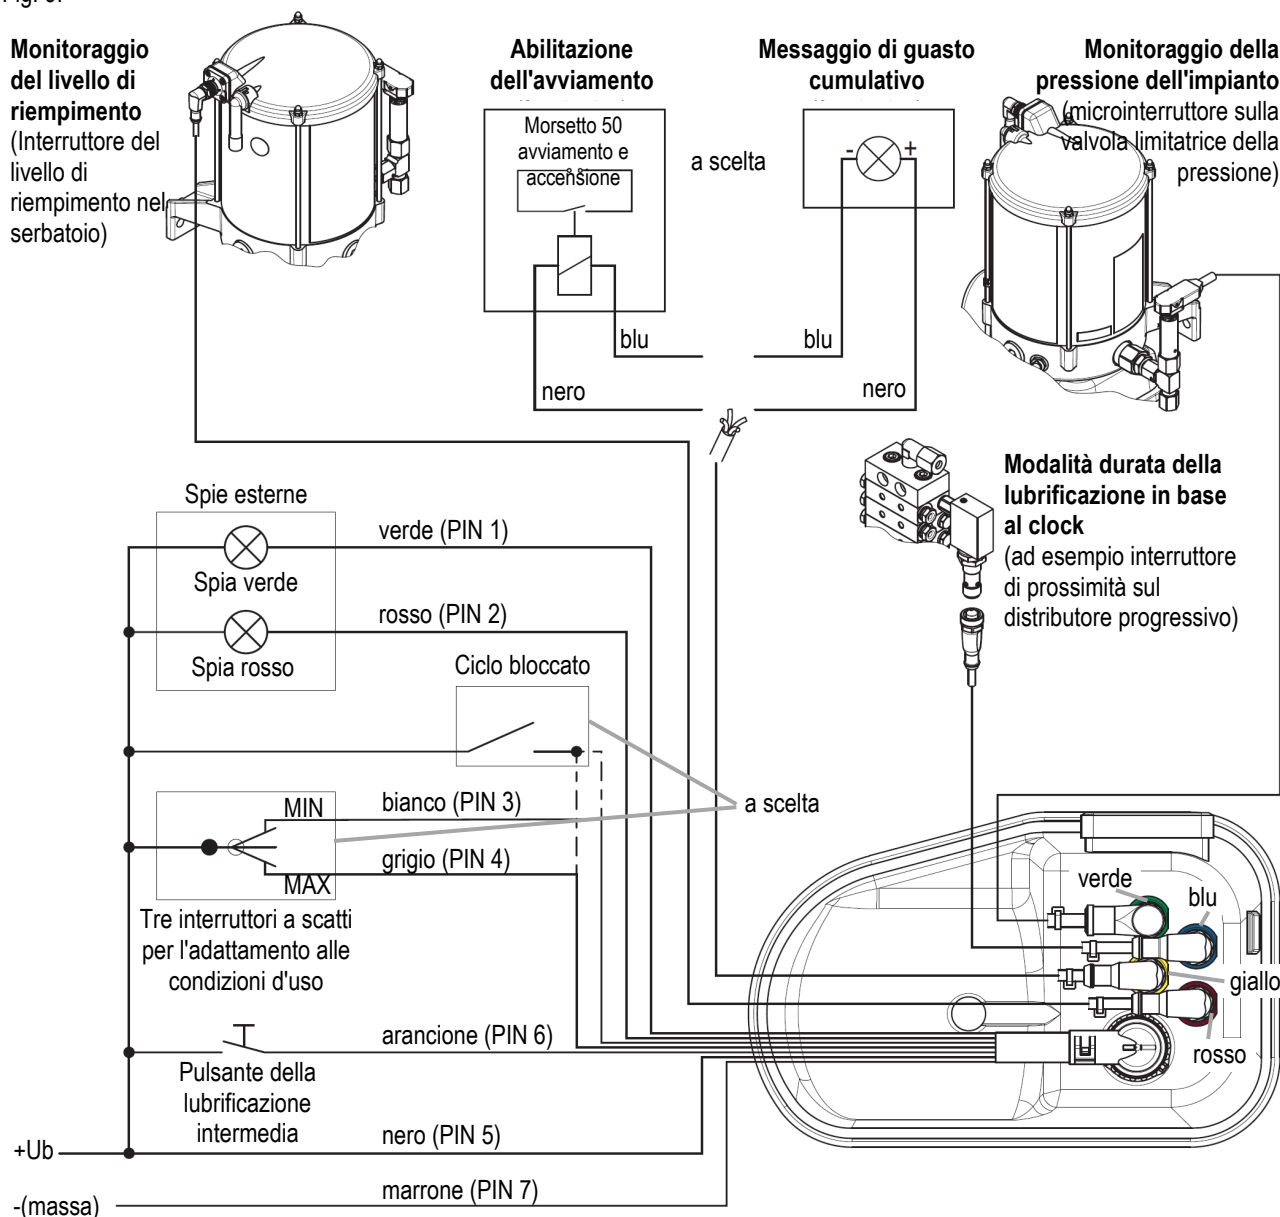 Monitoraggio
del livello di
riempimento
(Interruttore del
livello di
riempimento nel
serbatoio)
Abilitazione
dell'avviamento
Morsetto 50
avviamento e
accensione
a scelta
Messaggio di guasto
cumulativo
- +
Monitoraggio della
pressione dell'impianto
(microinterruttore sulla
valvola limitatrice della
pressione)
blu
blu
nero
nero
Modalità durata della
lubrificazione in base
al clock
(ad esempio interruttore
di prossimità sul
distributore progressivo)
Spie esterne
verde (PIN 1)
Spia verde
rosso (PIN 2)
Spia rosso
Ciclo bloccato
a scelta
MIN
bianco (PIN 3)
grigio (PIN 4)
MAX
Tre interruttori a scatti
per l'adattamento alle
condizioni d'uso
verde
blu
giallo
rosso
arancione (PIN 6)
Pulsante della
lubrificazione
intermedia
nero (PIN 5)
+Ub
marrone (PIN 7)
-(massa)